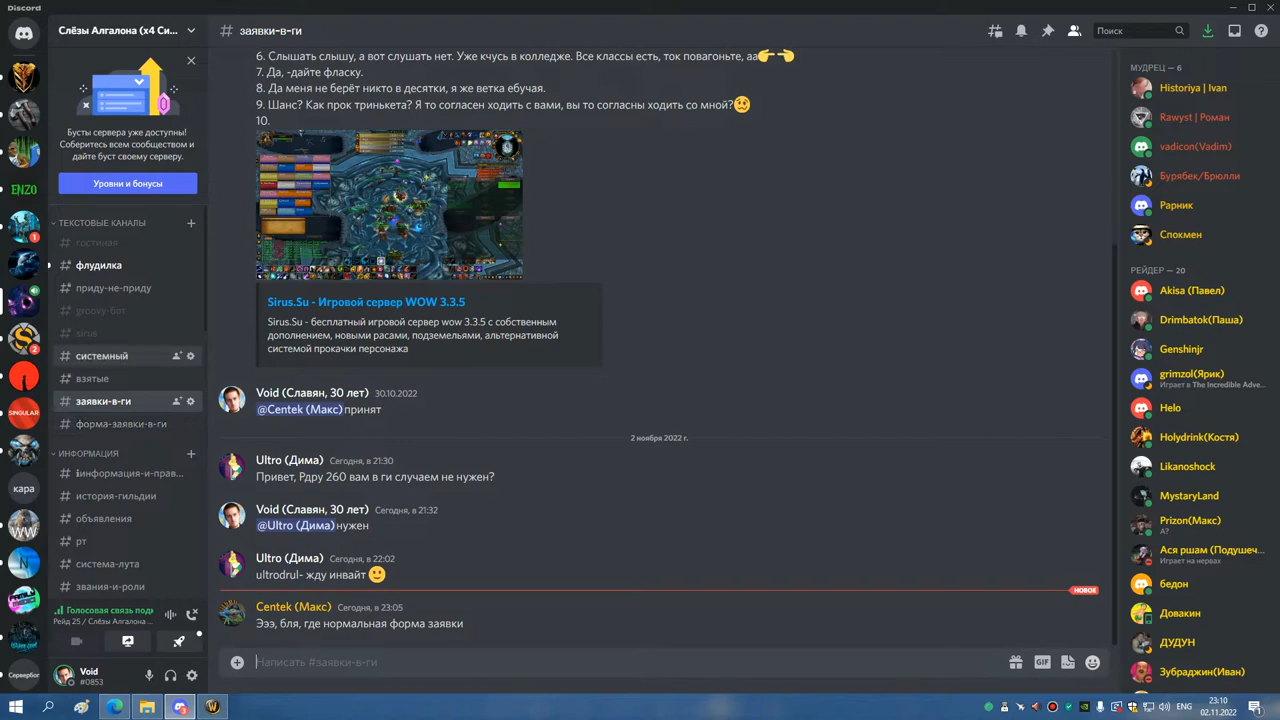 Discord
Слёзы Алгалона (x4 Си...
заявки-в-ги
Поиск
Бусты сервера уже доступны!
Соберитесь всем сообществом и
дайте буст своему серверу.
Уровни и бонусы
ТЕКСТОВЫЕ КАНАЛЫ
гостиная
флудилка
приду-не-приду
groovy-бот
sirus
системный
взятые
заявки-в-ги
форма-заявки-в-ги
ИНФОРМАЦИЯ
информация-и-прав...
история-гильдии
объявления
рт
система-лута
звания-и-роли
Голосовая связь подк
Рейд 25 / Слёзы Алгалона ...
Void
#0853
ENZO
1
2
SINGULAR
кара
WW
N
Серверbot
6. Слышать слышу, а вот слушать нет. Уже кчусь в колледже. Все классы есть, ток повагоньте, аа👉👈
7. Да, -дайте фласку.
8. Да меня не берёт никто в десятки, я же ветка ебучая.
9. Шанс? Как прок тринькета? Я то согласен ходить с вами, вы то согласны ходить со мной?🥴
10.
Sirus.Su - Игровой сервер WOW 3.3.5
Sirus.Su - бесплатный игровой сервер wow 3.3.5 с собственным
дополнением, новыми расами, подземельями, альтернативной
системой прокачки персонажа
Void (Славян, 30 лет) 30.10.2022
@Centek (Макс) принят
2 ноября 2022 г.
Ultro (Дима) Сегодня, в 21:30
Привет, Рдру 260 вам в ги случаем не нужен?
Void (Славян, 30 лет) Сегодня, в 21:32
@Ultro (Дима) нужен
Ultro (Дима) Сегодня, в 22:02
ultrodrul- жду инвайт 🙂
НОВОЕ
Centek (Макс) Сегодня, в 23:05
Эээ, бля, где нормальная форма заявки
Написать #заявки-в-ги
GIF
МУДРЕЦ — 6
Historiya | Ivan
Rawyst | Роман
vadicon(Vadim)
Бурябек/Брюлли
Рарник
Спокмен
РЕЙДЕР — 20
Akisa (Павел)
Drimbatok(Паша)
Genshinjr
grimzol(Ярик)
Играет в The Incredible Adve...
Helo
Holydrink(Костя)
Likanoshock
MystaryLand
Prizon(Макс)
А?
Ася ршам (Подушеч...
Играет на нервах
бедон
Довакин
ДУДУН
Зубраджин(Иван)
ENG
23:10
02.11.2022
1